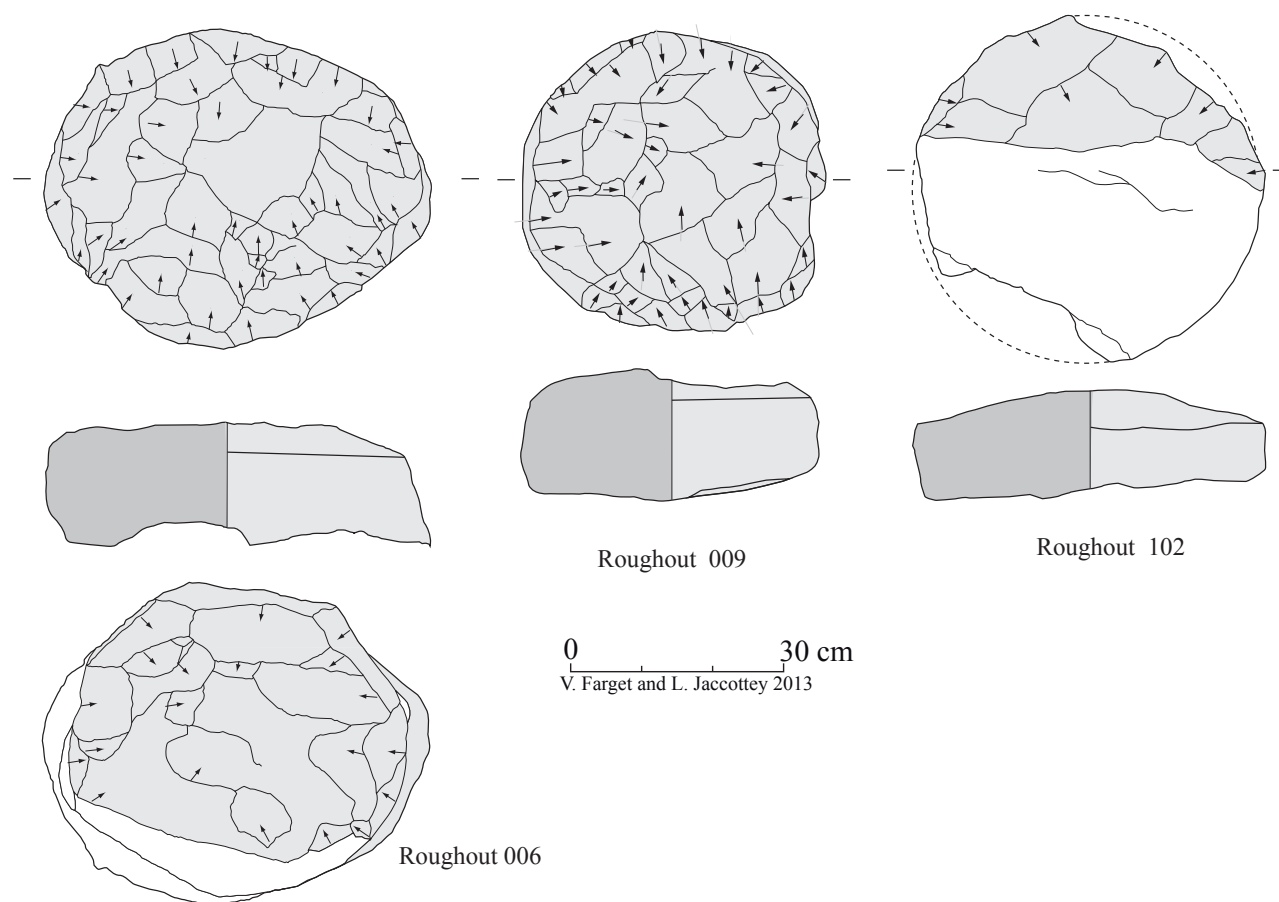 Roughout 009
Roughout 102
0 30 cm
V. Farget and L. Jaccottey 2013
Roughout 006